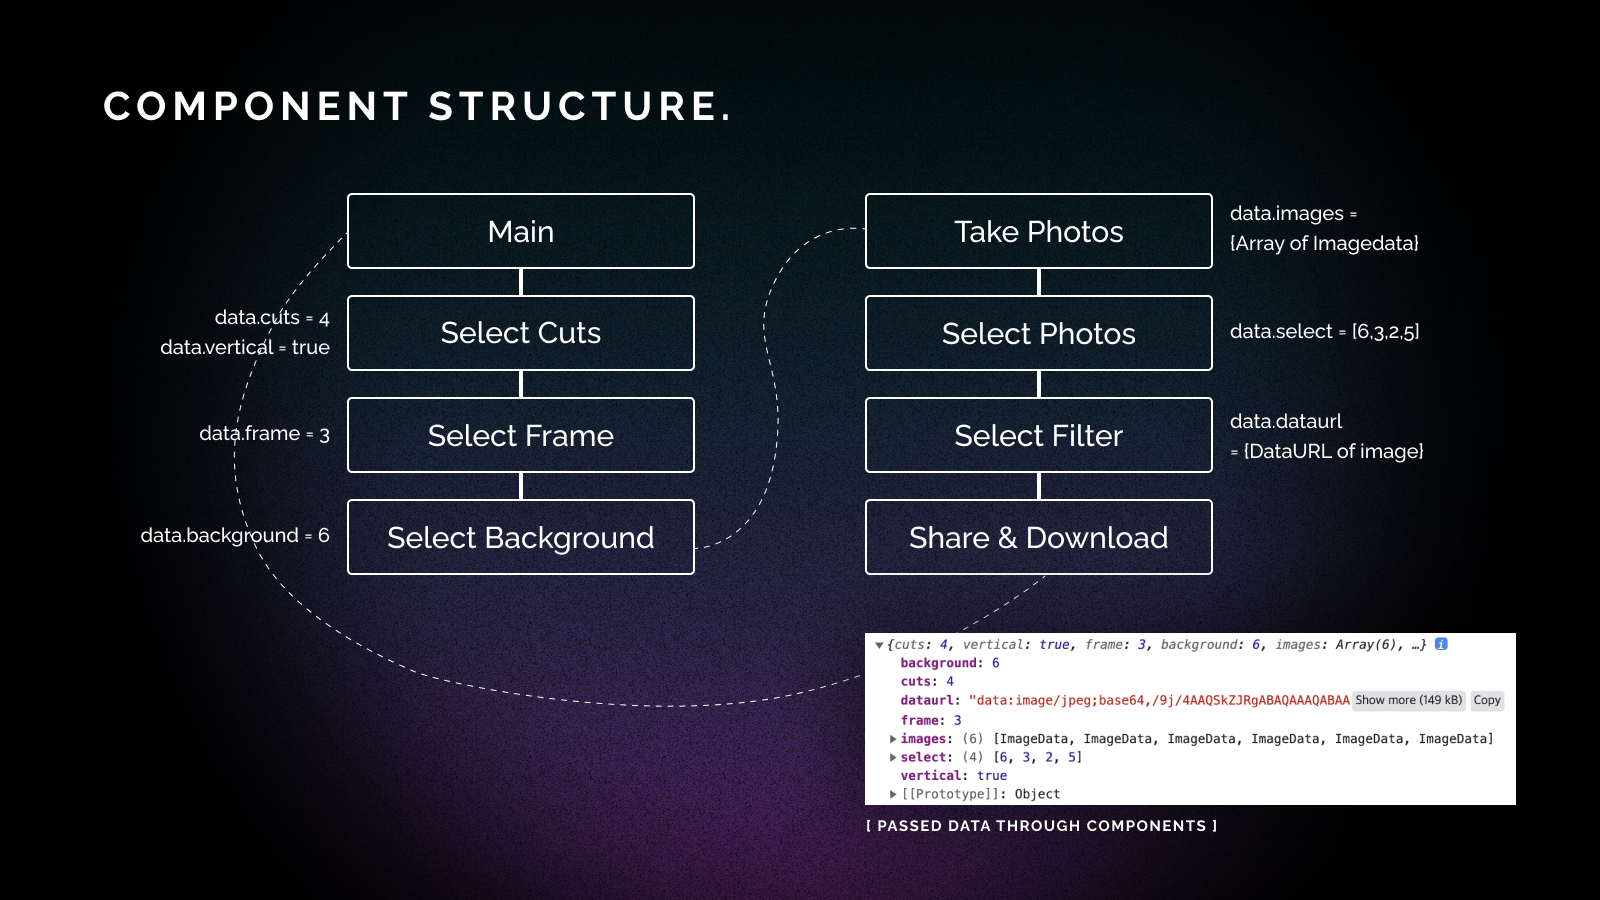 COMPONENT STRUCTURE.
Main
data.cuts = 4
data.vertical = true
Select Cuts
data.frame = 3
Select Frame
data.background = 6
Select Background
Take Photos
data.images =
{Array of Imagedata}
Select Photos
data.select = [6,3,2,5]
Select Filter
data.dataurl
= {DataURL of image}
Share & Download
{cuts: 4, vertical: true, frame: 3, background: 6, images: Array(6), …} i
background: 6
cuts: 4
dataurl: "data:image/jpeg;base64,/9j/4AAQSkZJRgABAQAAAQABAA Show more (149 kB) Copy
frame: 3
images: (6) [ImageData, ImageData, ImageData, ImageData, ImageData, ImageData]
select: (4) [6, 3, 2, 5]
vertical: true
[[Prototype]]: Object
[ PASSED DATA THROUGH COMPONENTS ]